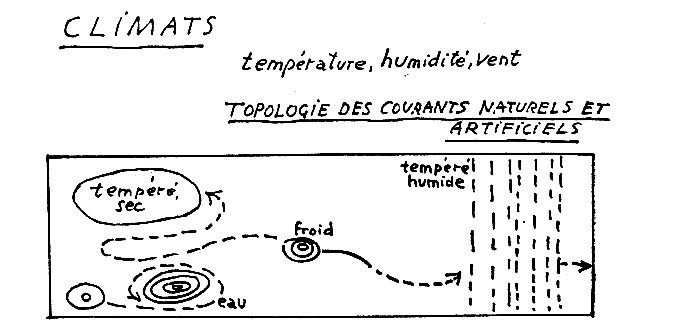 CLIMATS
température, humidité, vent
TOPOLOGIE DES COURANTS NATURELS ET
ARTIFICIELS
tempéré,
sec
froid
tempéré
humide
eau